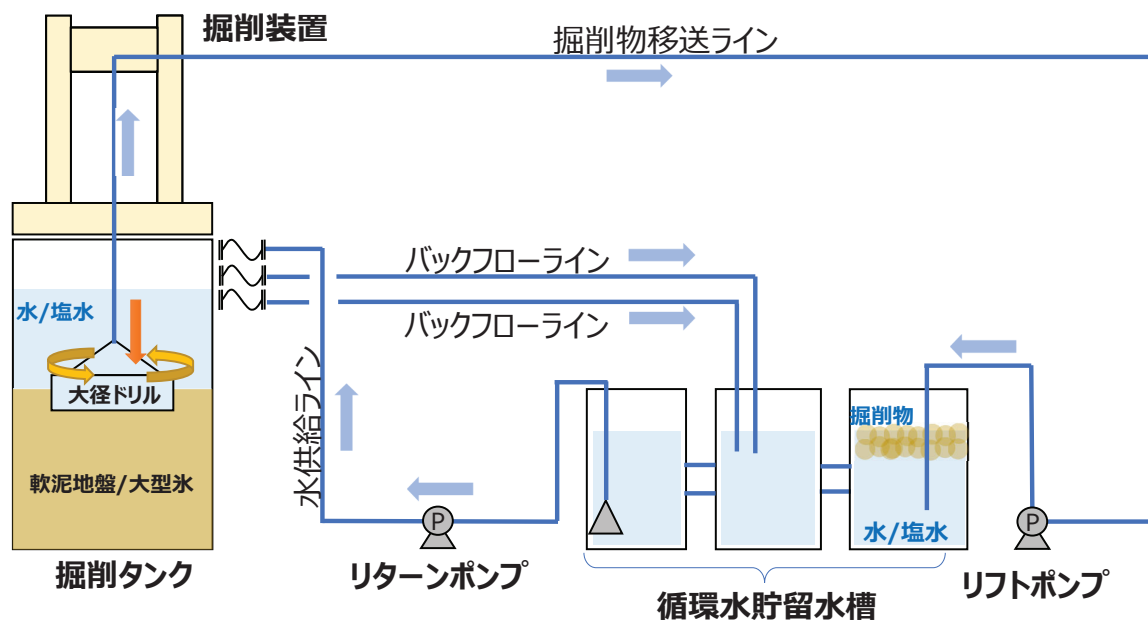 掘削装置
掘削物移送ライン
バックフローライン
水/塩水
バックフローライン
大径ドリル
水供給ライン
掘削物
軟泥地盤/大型氷
P
P
水/塩水
掘削タンク
リターンポンプ
循環水貯留水槽
リフトポンプ